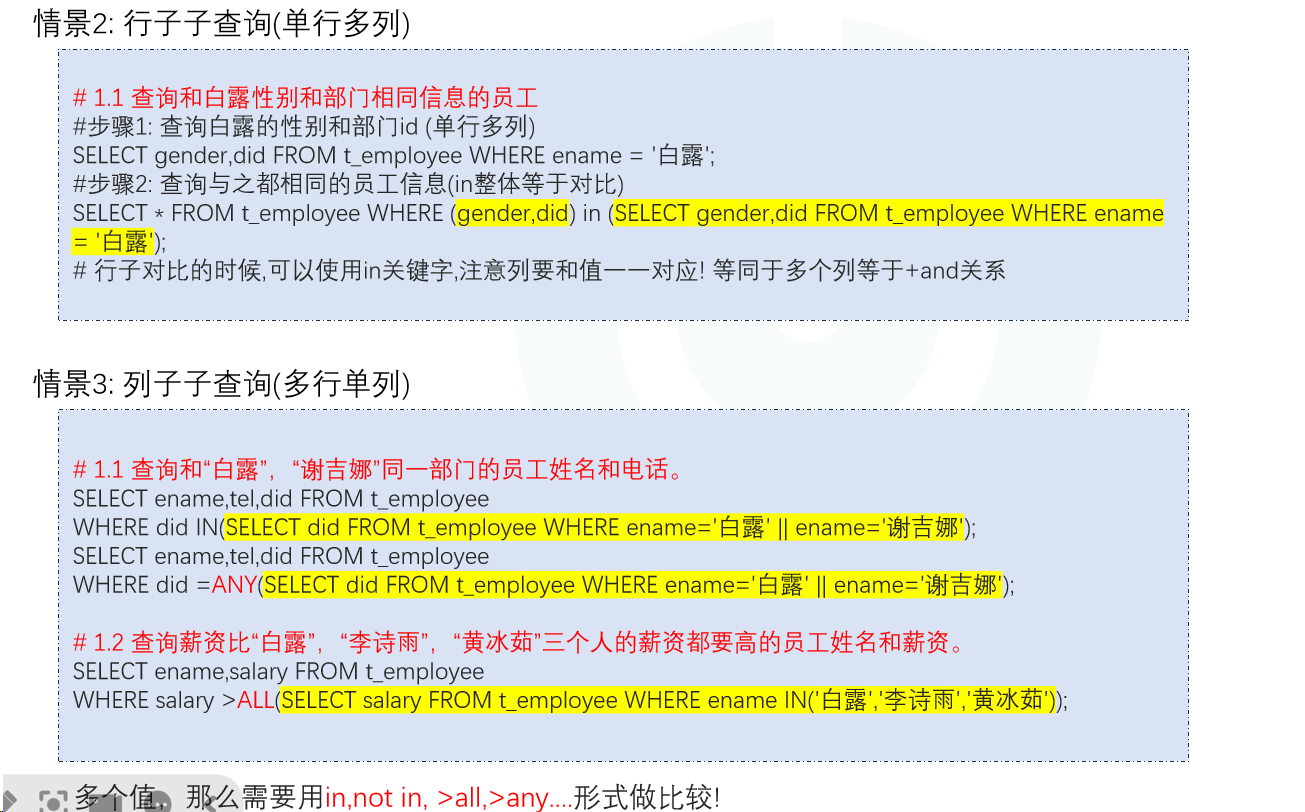 情景2: 行子子查询(单行多列)
# 1.1 查询和白露性别和部门相同信息的员工
#步骤1: 查询白露的性别和部门id (单行多列)
SELECT gender,did FROM t_employee WHERE ename = '白露';
#步骤2: 查询与之都相同的员工信息(in整体等于对比)
SELECT * FROM t_employee WHERE (gender,did) in (SELECT gender,did FROM t_employee WHERE ename
= '白露');
# 行子对比的时候,可以使用in关键字,注意列要和值一一对应! 等同于多个列等于+and关系
情景3: 列子子查询(多行单列)
# 1.1 查询和“白露”，“谢吉娜”同一部门的员工姓名和电话。
SELECT ename,tel,did FROM t_employee
WHERE did IN(SELECT did FROM t_employee WHERE ename='白露' || ename='谢吉娜');
SELECT ename,tel,did FROM t_employee
WHERE did =ANY(SELECT did FROM t_employee WHERE ename='白露' || ename='谢吉娜');
# 1.2 查询薪资比“白露”，“李诗雨”，“黄冰茹”三个人的薪资都要高的员工姓名和薪资。
SELECT ename,salary FROM t_employee
WHERE salary >ALL(SELECT salary FROM t_employee WHERE ename IN('白露','李诗雨','黄冰茹'));
多个值， 那么需要用in,not in, >all,>any....形式做比较!